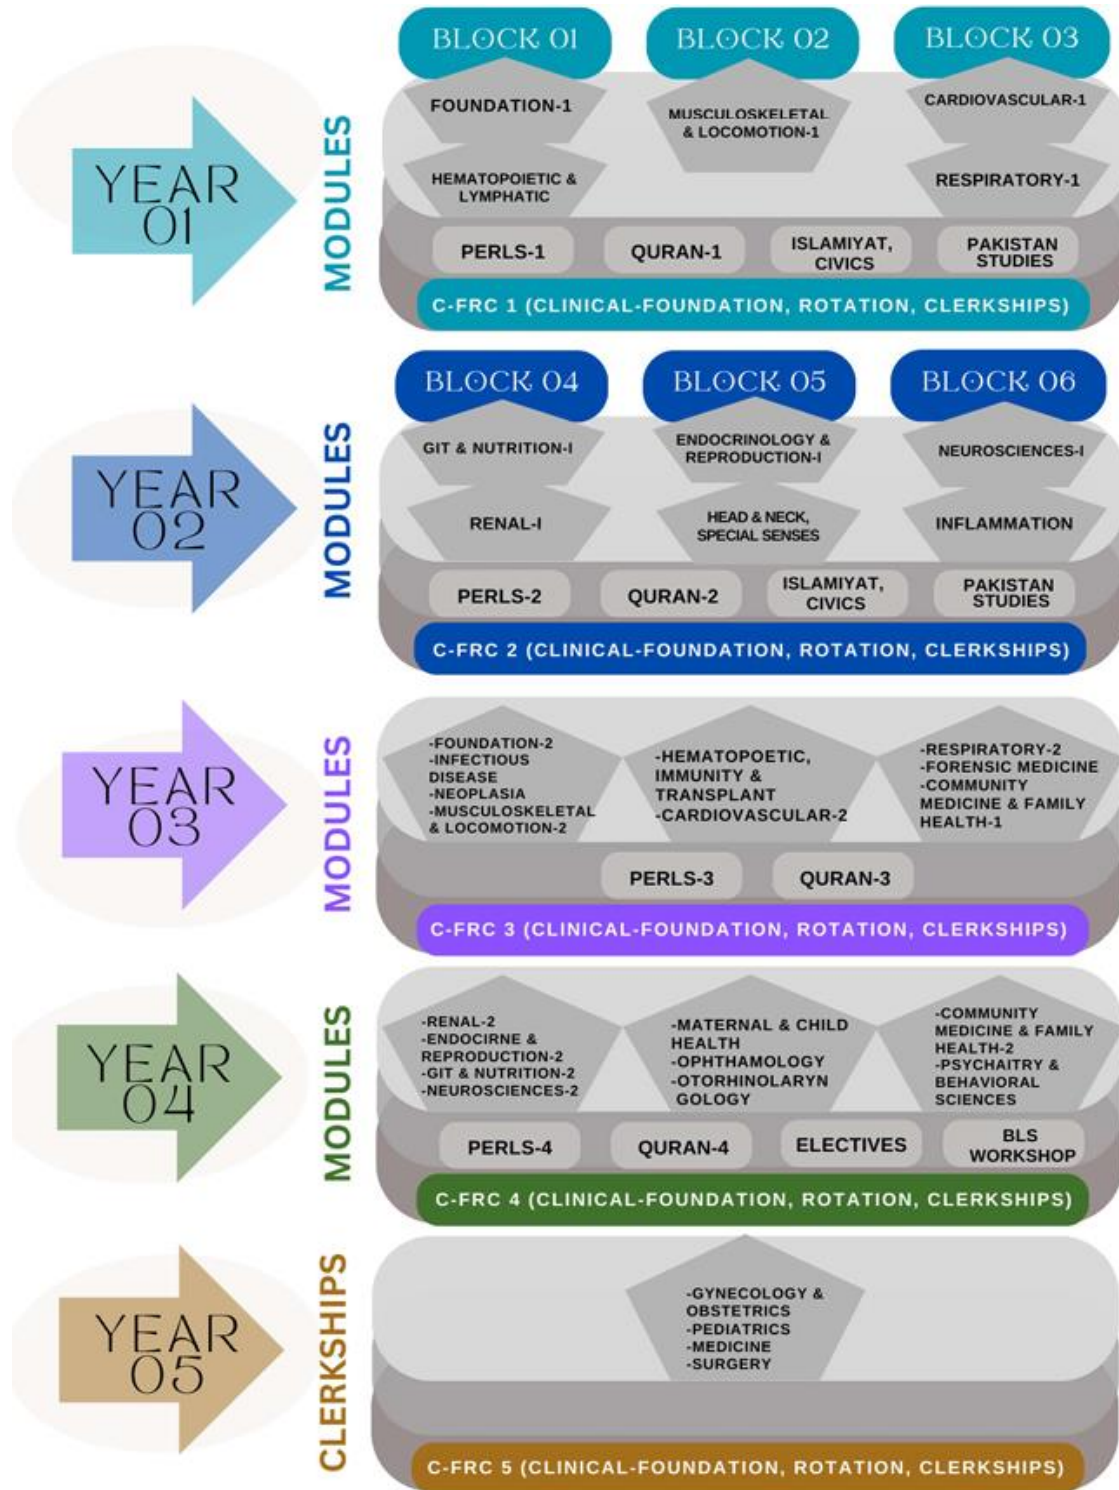 BLOCK 01
BLOCK 02
BLOCK 03
YEAR
01
MODULES
FOUNDATION-1
MUSCULOSKELETAL
& LOCOMOTION-1
CARDIOVASCULAR-1
HEMATOPOIETIC &
LYMPHATIC
RESPIRATORY-1
PERLS-1
QURAN-1
ISLAMIYAT,
CIVICS
PAKISTAN
STUDIES
C-FRC 1 (CLINICAL-FOUNDATION, ROTATION, CLERKSHIPS)
BLOCK 04
BLOCK 05
BLOCK 06
YEAR
02
MODULES
GIT & NUTRITION-I
ENDOCRINOLOGY &
REPRODUCTION-I
NEUROSCIENCES-I
RENAL-I
HEAD & NECK,
SPECIAL SENSES
INFLAMMATION
PERLS-2
QURAN-2
ISLAMIYAT,
CIVICS
PAKISTAN
STUDIES
C-FRC 2 (CLINICAL-FOUNDATION, ROTATION, CLERKSHIPS)
YEAR
03
MODULES
-FOUNDATION-2
-INFECTIOUS
DISEASE
-NEOPLASIA
-MUSCULOSKELETAL
& LOCOMOTION-2
-HEMATOPOETIC,
IMMUNITY &
TRANSPLANT
-CARDIOVASCULAR-2
-RESPIRATORY-2
-FORENSIC MEDICINE
-COMMUNITY
MEDICINE & FAMILY
HEALTH-1
PERLS-3
QURAN-3
C-FRC 3 (CLINICAL-FOUNDATION, ROTATION, CLERKSHIPS)
YEAR
04
MODULES
-RENAL-2
-ENDOCIRNE &
REPRODUCTION-2
-GIT & NUTRITION-2
-NEUROSCIENCES-2
-MATERNAL & CHILD
HEALTH
-OPHTHAMOLOGY
-OTORHINOLARYN
GOLOGY
-COMMUNITY
MEDICINE & FAMILY
HEALTH-2
-PSYCHAITRY &
BEHAVIORAL
SCIENCES
PERLS-4
QURAN-4
ELECTIVES
BLS
WORKSHOP
C-FRC 4 (CLINICAL-FOUNDATION, ROTATION, CLERKSHIPS)
YEAR
05
CLERKSHIPS
-GYNECOLOGY &
OBSTETRICS
-PEDIATRICS
-MEDICINE
-SURGERY
C-FRC 5 (CLINICAL-FOUNDATION, ROTATION, CLERKSHIPS)